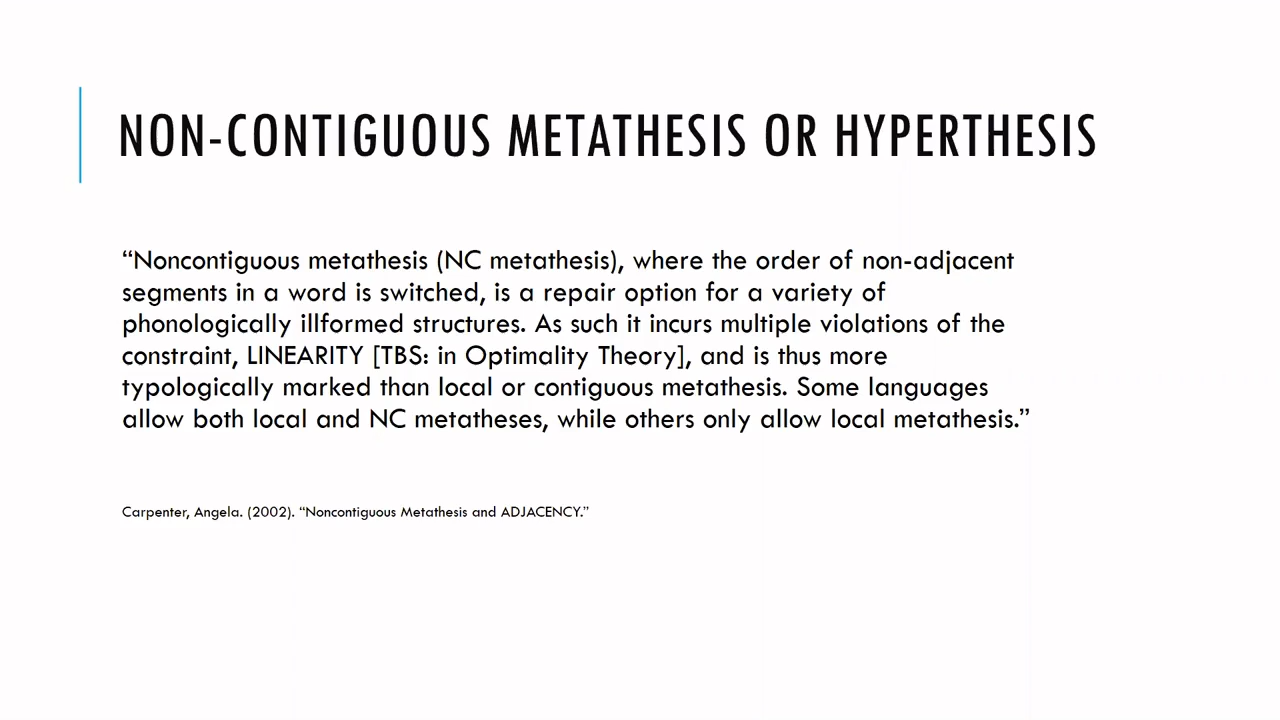 NON-CONTIGUOUS METATHESIS OR HYPERTHESIS
“Noncontiguous metathesis (NC metathesis), where the order of non-adjacent
segments in a word is switched, is a repair option for a variety of
phonologically illformed structures. As such it incurs multiple violations of the
constraint, LINEARITY [TBS: in Optimality Theory], and is thus more
typologically marked than local or contiguous metathesis. Some languages
allow both local and NC metatheses, while others only allow local metathesis.”
Carpenter, Angela. (2002). “Noncontiguous Metathesis and ADJACENCY.”